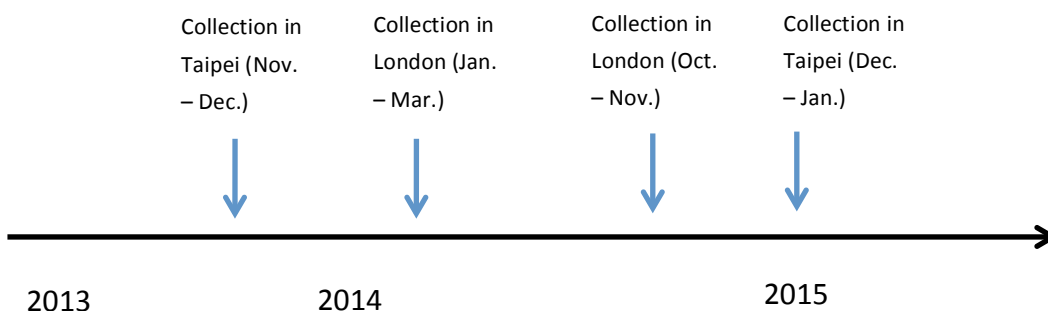 Collection in
Taipei (Nov.
– Dec.)
Collection in
London (Jan.
– Mar.)
Collection in
London (Oct.
– Nov.)
Collection in
Taipei (Dec.
– Jan.)
2013
2014
2015